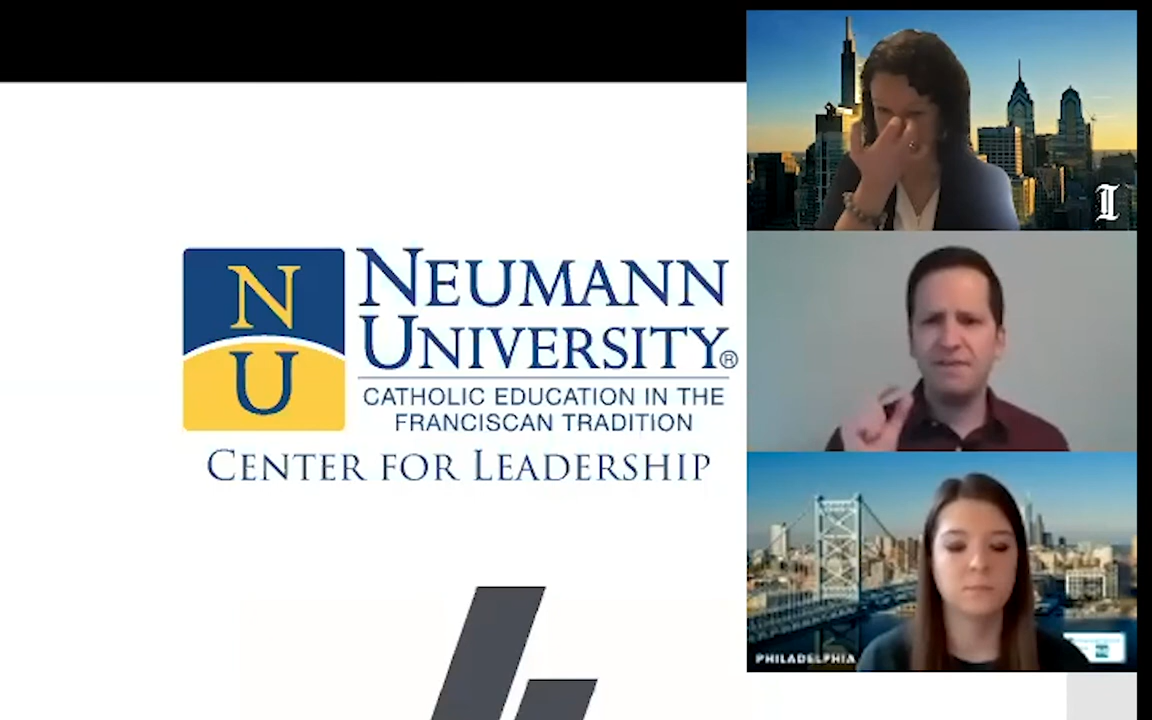 N
U
NEUMANN
UNIVERSITY®
CATHOLIC EDUCATION IN THE
FRANCISCAN TRADITION
CENTER FOR LEADERSHIP
I
PHILADELPHIA